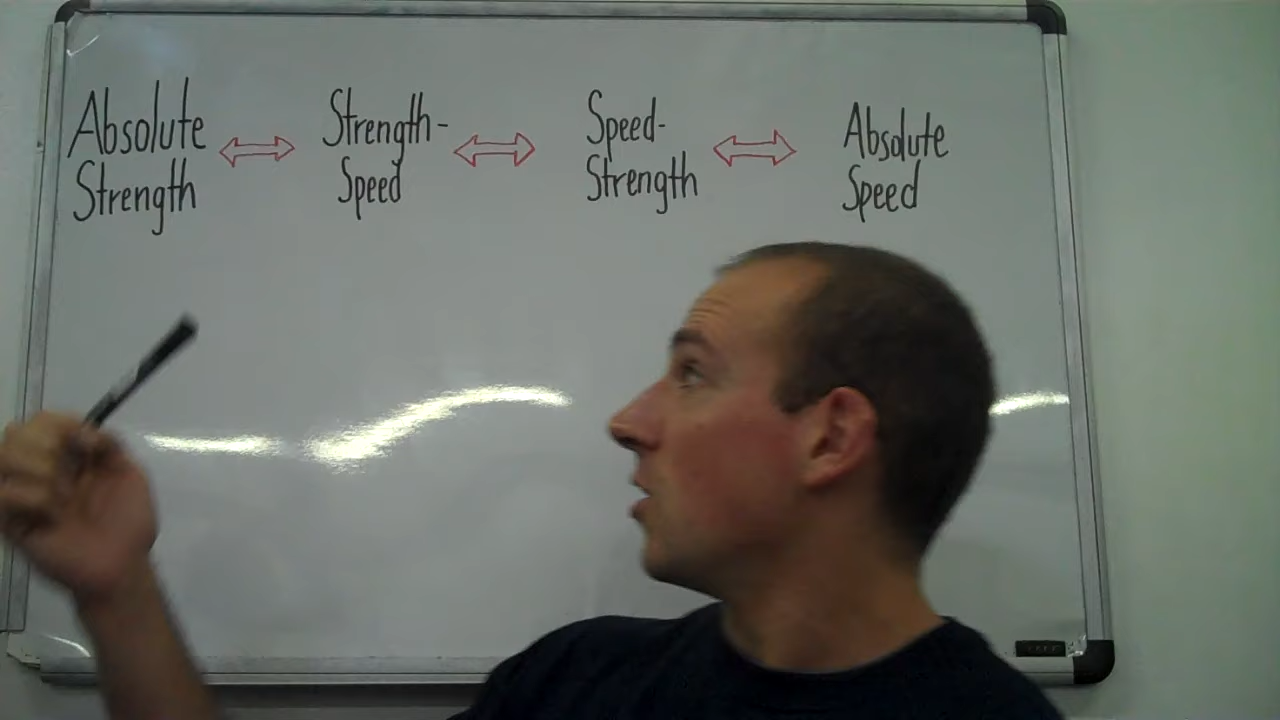 Absolute
Strength
Strength-
Speed
Speed-
Strength
Absolute
Speed